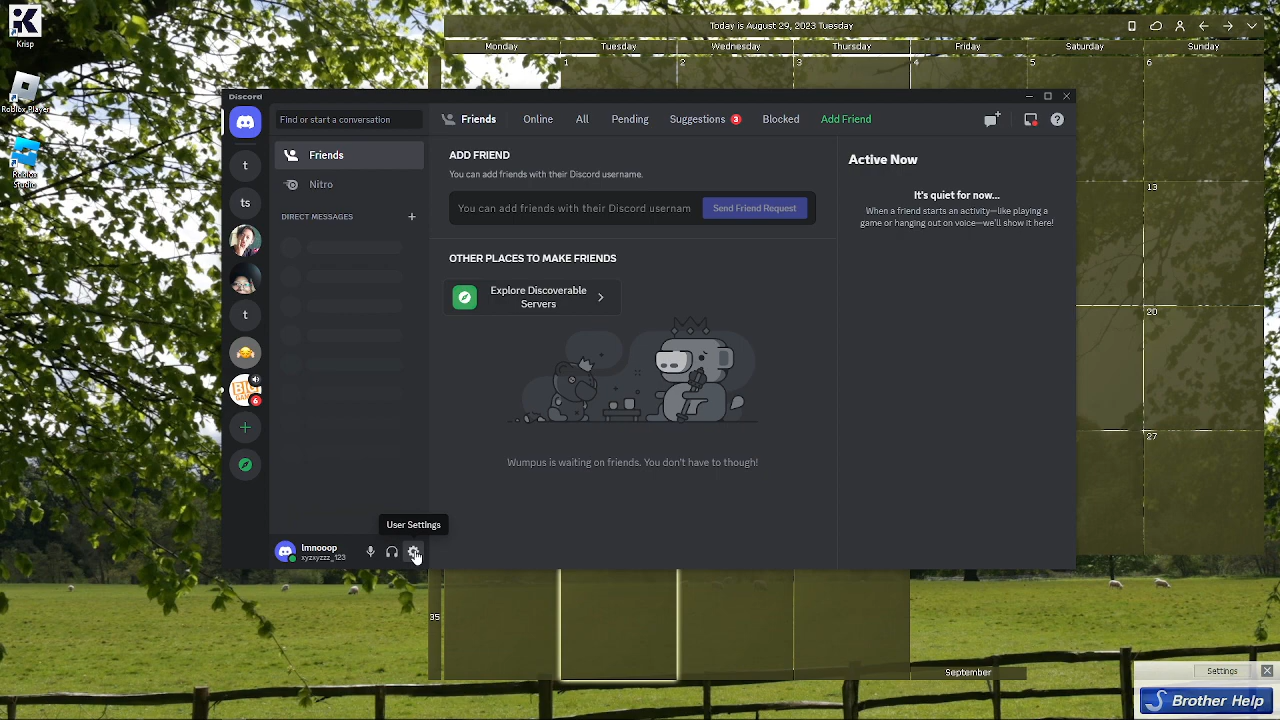 Krisp
Roblox Player
Roblox
Studio
Today is August 29, 2023 Tuesday
Monday
Tuesday
Wednesday
Thursday
Friday
Saturday
Sunday
1
2
3
4
5
6
13
20
27
35
September
Discord
Find or start a conversation
Friends
Online
All
Pending
Suggestions 3
Blocked
Add Friend
t
ts
t
BIG
6
Friends
Nitro
DIRECT MESSAGES
ADD FRIEND
You can add friends with their Discord username.
You can add friends with their Discord usernam
Send Friend Request
OTHER PLACES TO MAKE FRIENDS
Explore Discoverable
Servers
Wumpus is waiting on friends. You don't have to though!
Active Now
It's quiet for now...
When a friend starts an activity—like playing a
game or hanging out on voice—we'll show it here!
User Settings
lmnooop
xyzxyzzz_123
Settings
Brother Help